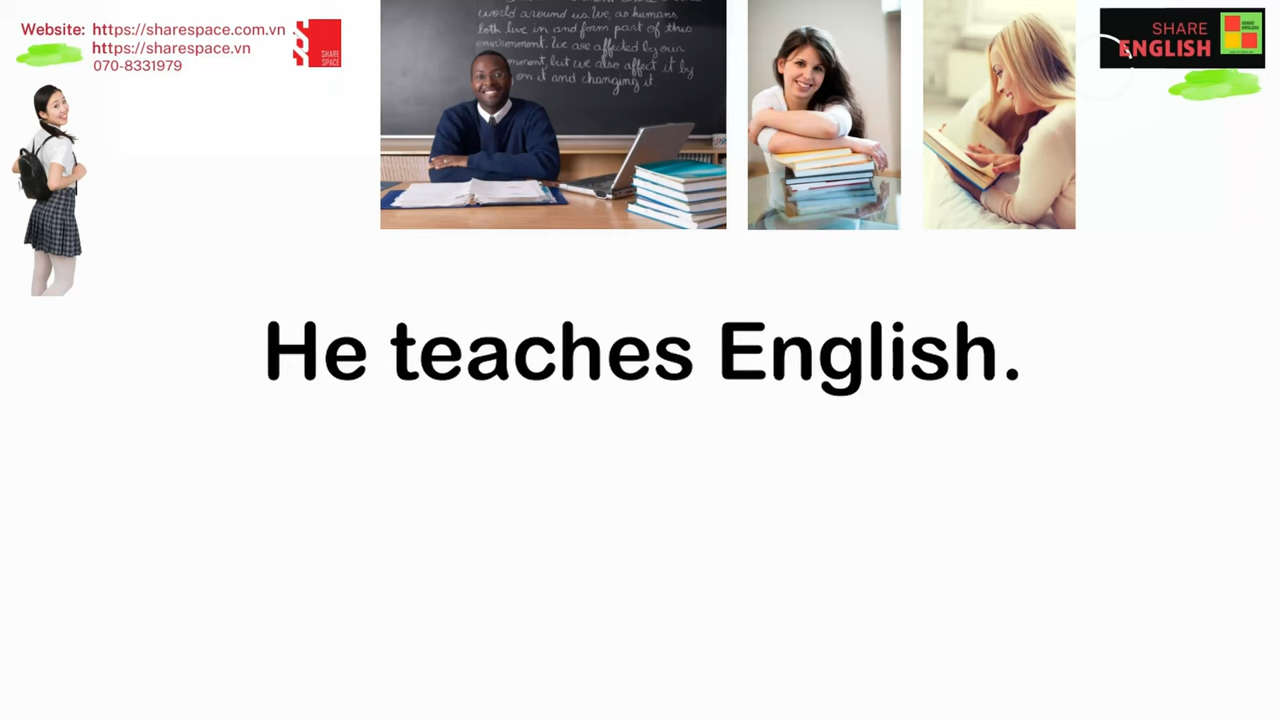 Website: https://sharespace.com.vn
https://sharespace.vn
070-8331979
SHARE
SPACE
world around us. We, as humans,
both live in and form part of this
environment. We are affected by our
but we also affect it by
on it and changing it.
SHARE
ENGLISH
He teaches English.